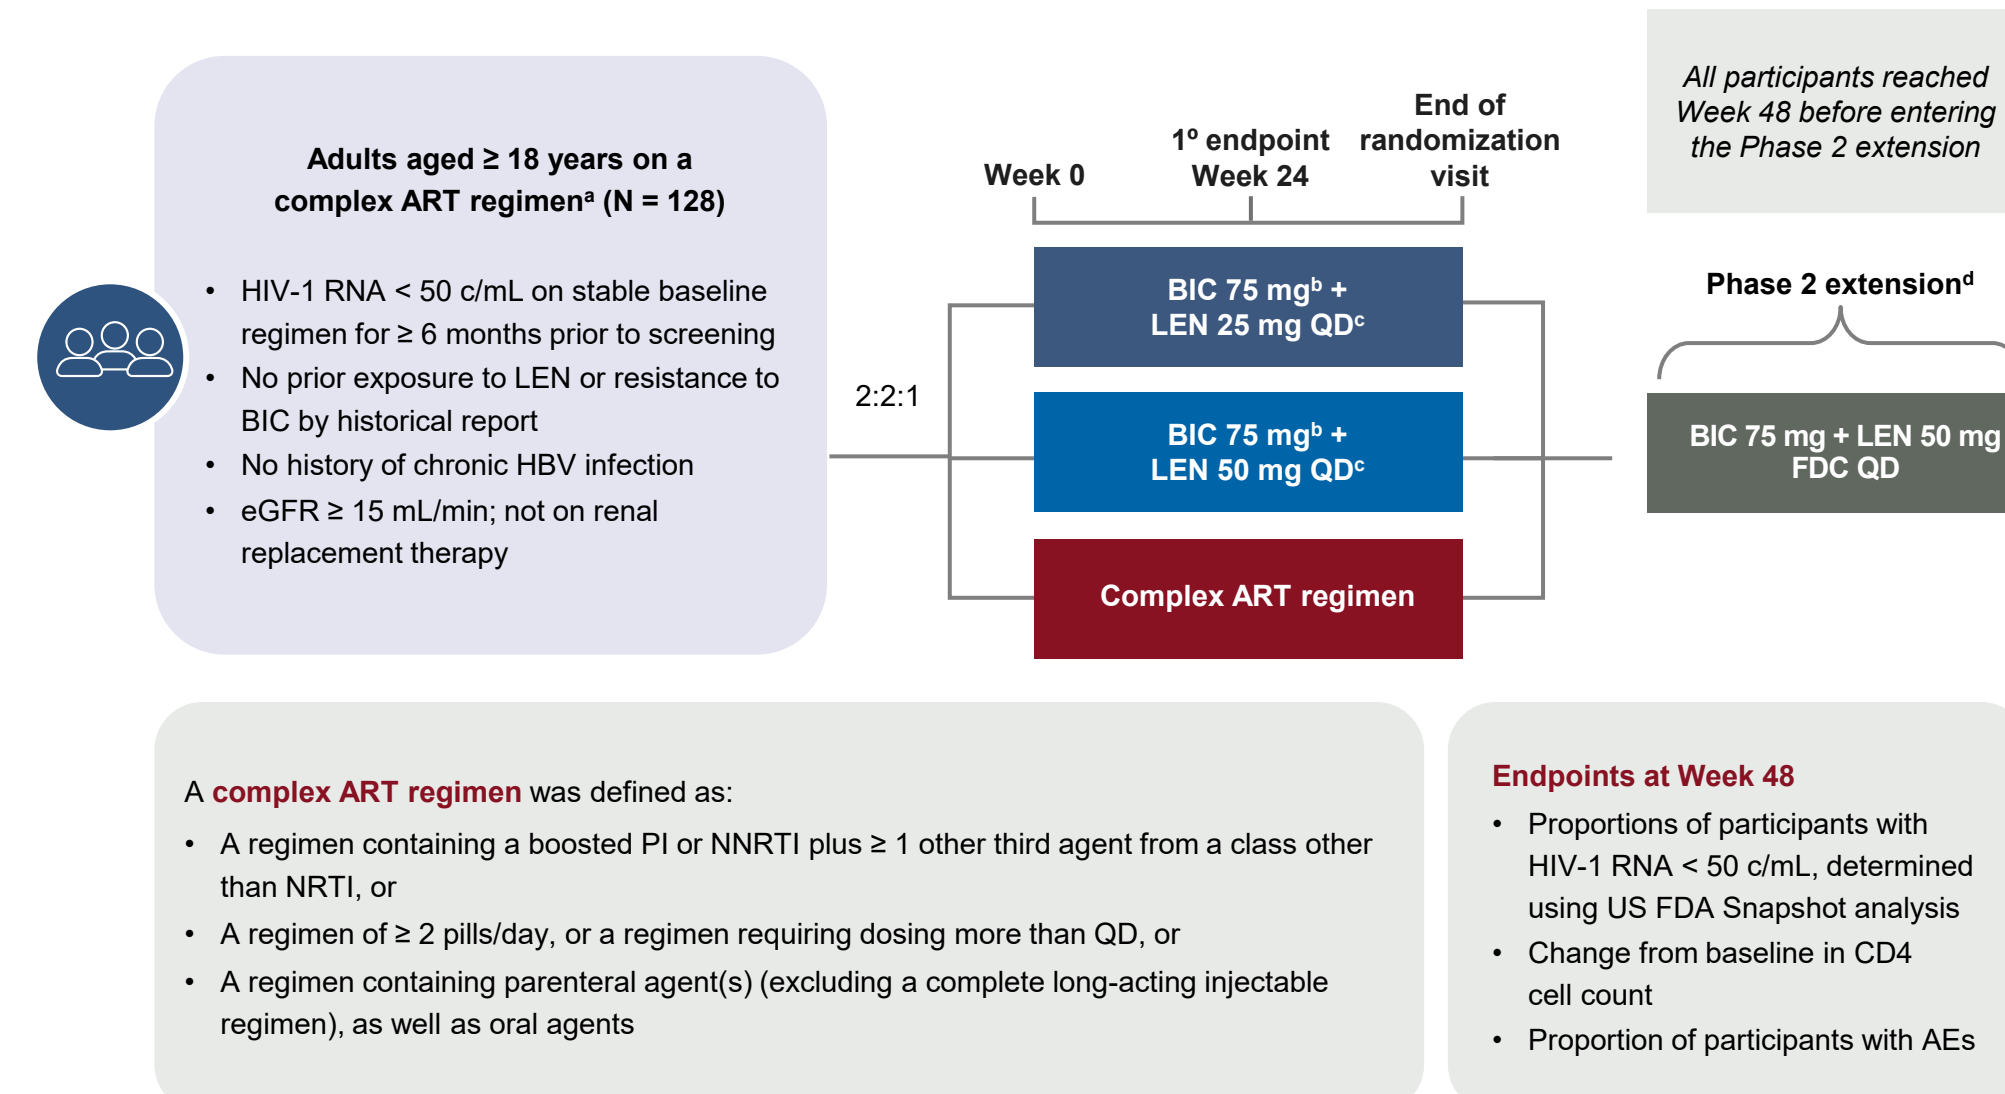 Adults aged ≥ 18 years on a
complex ART regimenᵃ (N = 128)
• HIV-1 RNA < 50 c/mL on stable baseline
regimen for ≥ 6 months prior to screening
• No prior exposure to LEN or resistance to
BIC by historical report
• No history of chronic HBV infection
• eGFR ≥ 15 mL/min; not on renal
replacement therapy
2:2:1
Week 0
1º endpoint
Week 24
End of
randomization
visit
BIC 75 mgᵇ +
LEN 25 mg QDᶜ
BIC 75 mgᵇ +
LEN 50 mg QDᶜ
Complex ART regimen
All participants reached
Week 48 before entering
the Phase 2 extension
Phase 2 extensionᵈ
BIC 75 mg + LEN 50 mg
FDC QD
A complex ART regimen was defined as:
• A regimen containing a boosted PI or NNRTI plus ≥ 1 other third agent from a class other
than NRTI, or
• A regimen of ≥ 2 pills/day, or a regimen requiring dosing more than QD, or
• A regimen containing parenteral agent(s) (excluding a complete long-acting injectable
regimen), as well as oral agents
Endpoints at Week 48
• Proportions of participants with
HIV-1 RNA < 50 c/mL, determined
using US FDA Snapshot analysis
• Change from baseline in CD4
cell count
• Proportion of participants with AEs